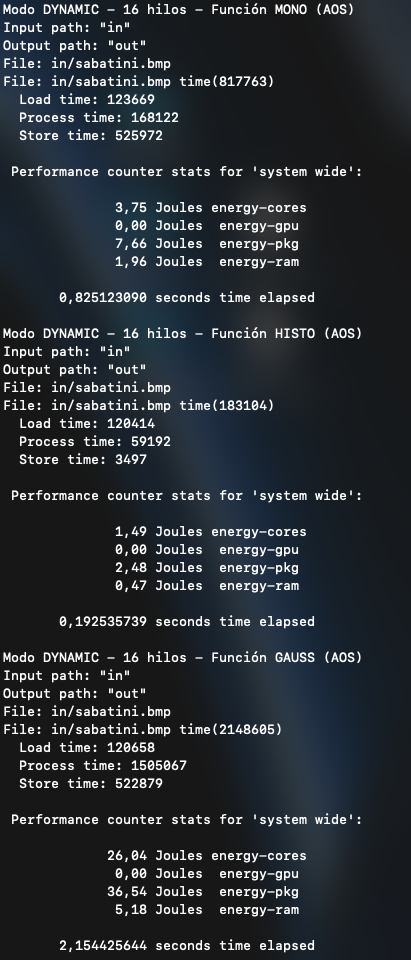 Modo DYNAMIC – 16 hilos – Función MONO (AOS)
Input path: "in"
Output path: "out"
File: in/sabatini.bmp
File: in/sabatini.bmp time(817763)
Load time: 123669
Process time: 168122
Store time: 525972
Performance counter stats for 'system wide':
3,75 Joules energy-cores
0,00 Joules energy-gpu
7,66 Joules energy-pkg
1,96 Joules energy-ram
0,825123090 seconds time elapsed
Modo DYNAMIC – 16 hilos – Función HISTO (AOS)
Input path: "in"
Output path: "out"
File: in/sabatini.bmp
File: in/sabatini.bmp time(183104)
Load time: 120414
Process time: 59192
Store time: 3497
Performance counter stats for 'system wide':
1,49 Joules energy-cores
0,00 Joules energy-gpu
2,48 Joules energy-pkg
0,47 Joules energy-ram
0,192535739 seconds time elapsed
Modo DYNAMIC – 16 hilos – Función GAUSS (AOS)
Input path: "in"
Output path: "out"
File: in/sabatini.bmp
File: in/sabatini.bmp time(2148605)
Load time: 120658
Process time: 1505067
Store time: 522879
Performance counter stats for 'system wide':
26,04 Joules energy-cores
0,00 Joules energy-gpu
36,54 Joules energy-pkg
5,18 Joules energy-ram
2,154425644 seconds time elapsed